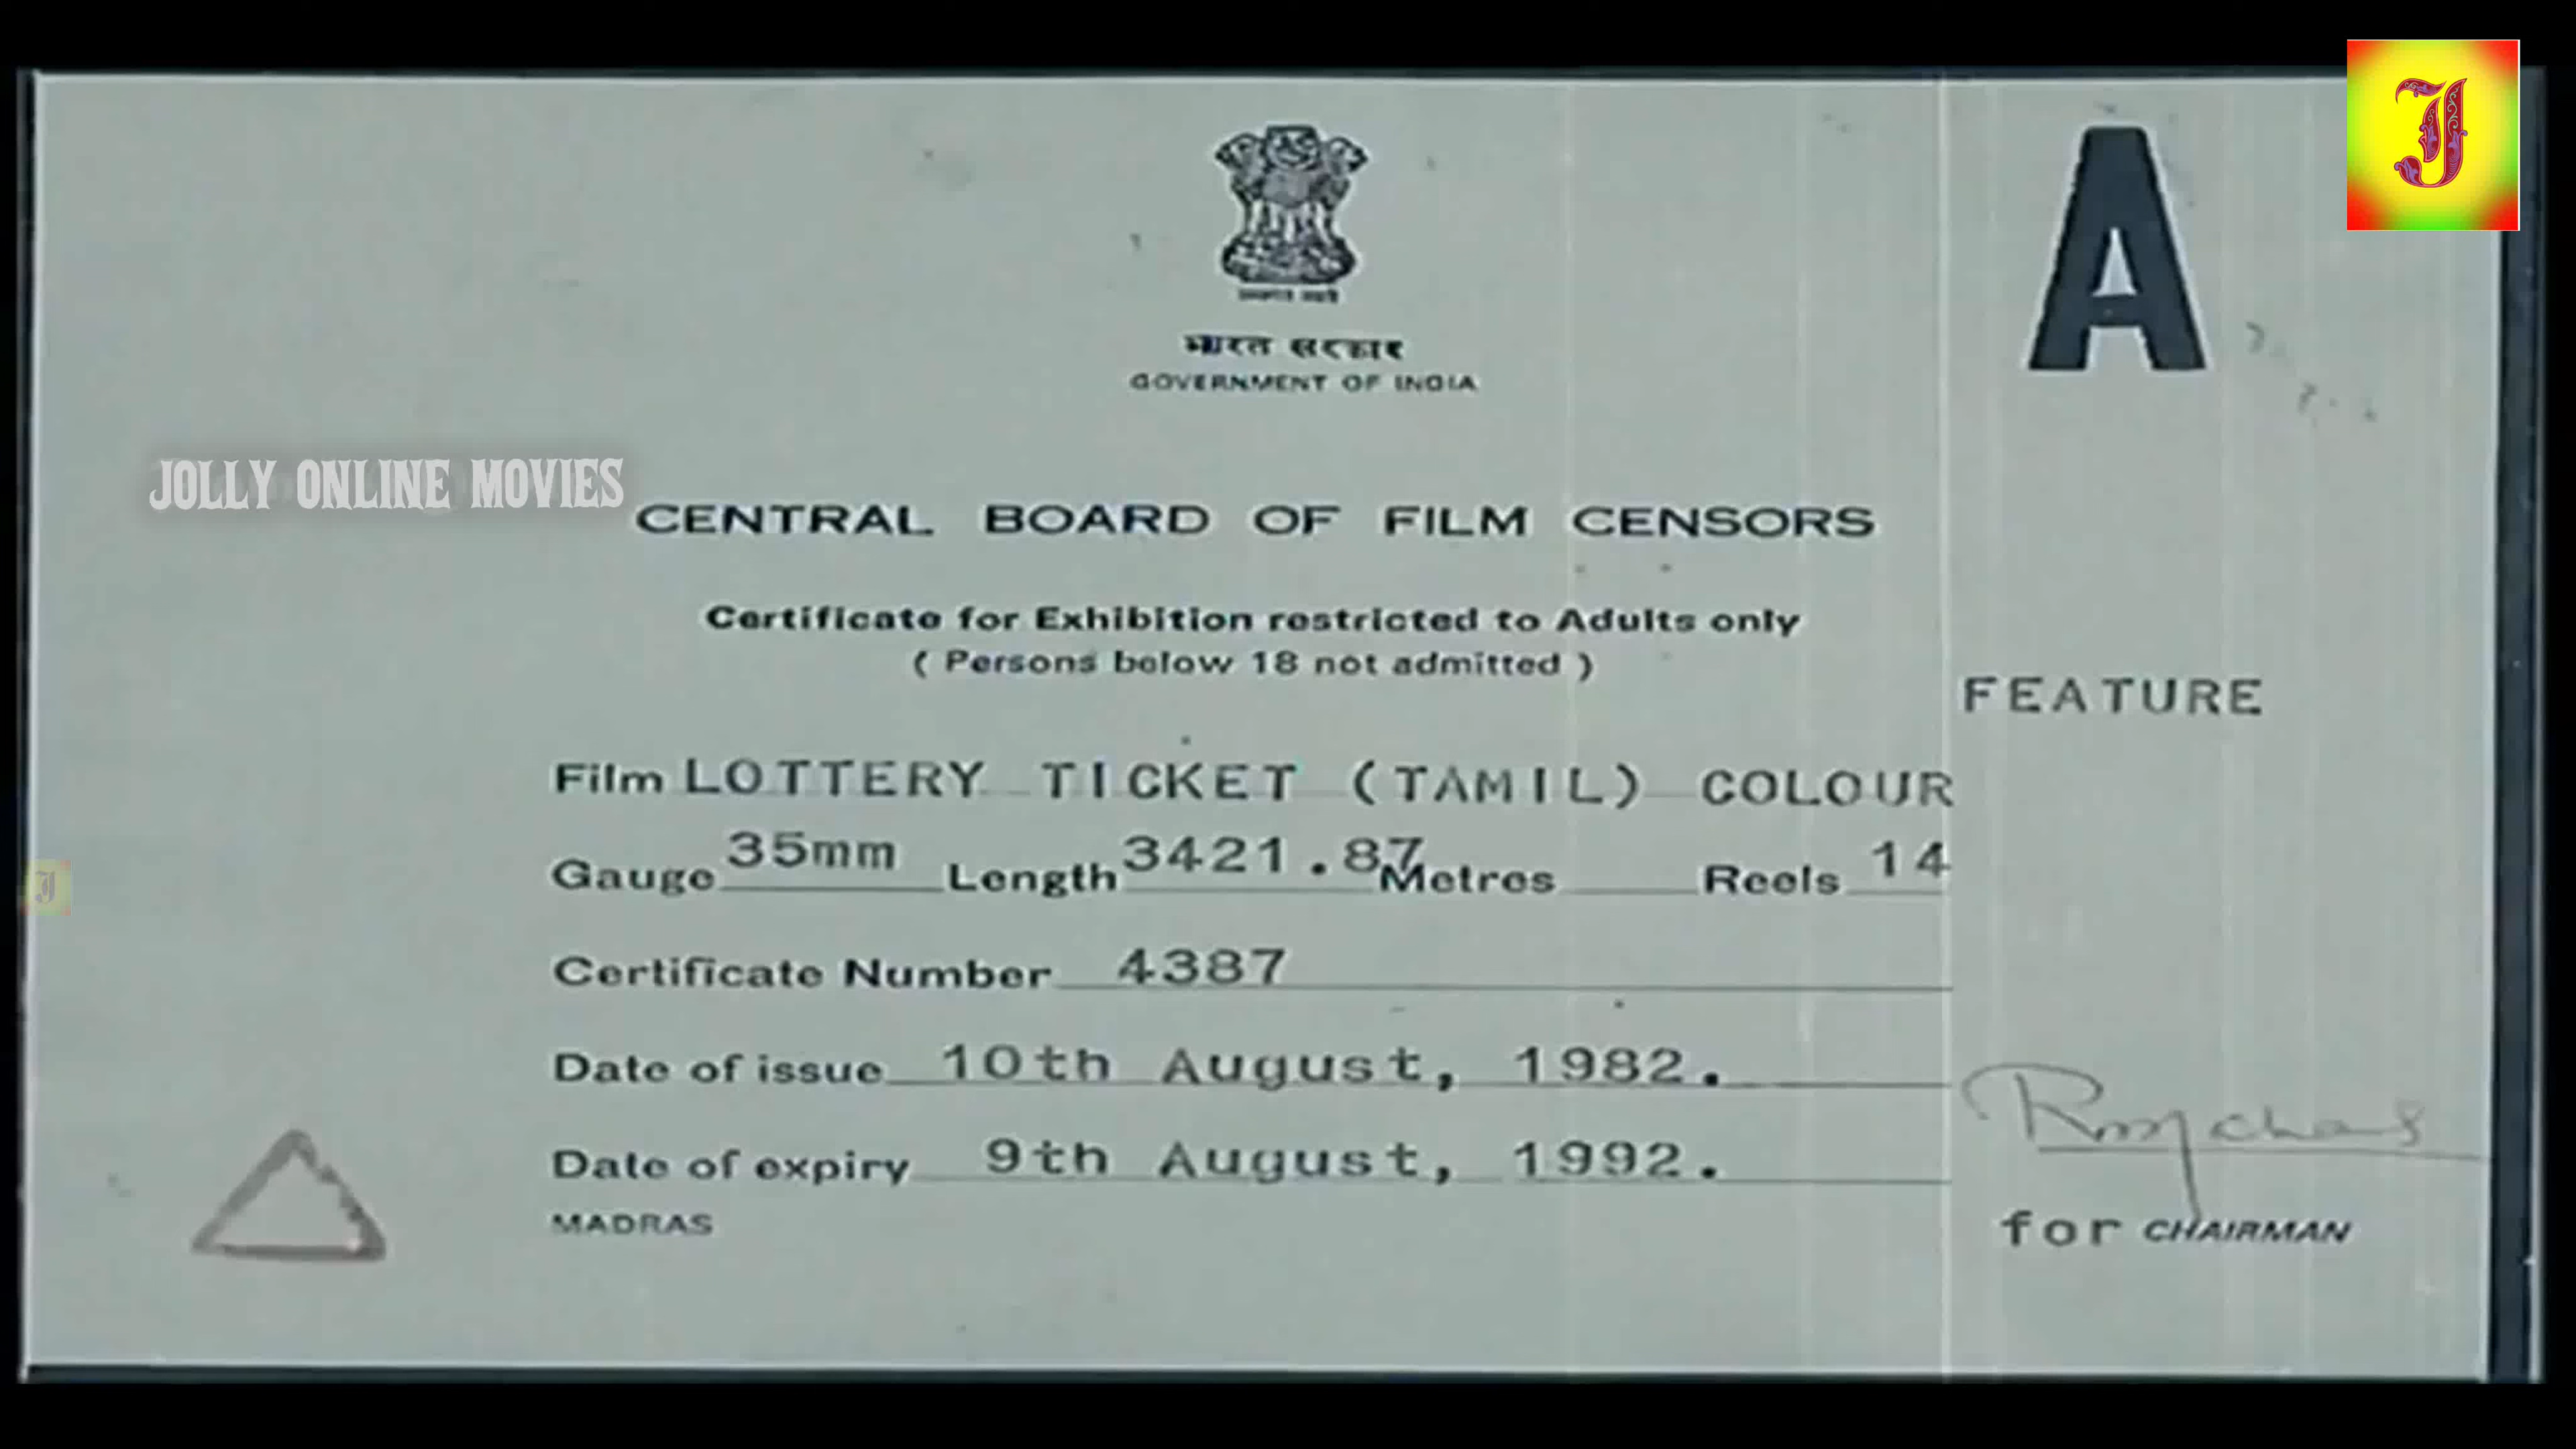 J
A
भारत सरकार
GOVERNMENT OF INDIA
JOLLY ONLINE MOVIES
CENTRAL BOARD OF FILM CENSORS
Certificate for Exhibition restricted to Adults only
( Persons below 18 not admitted )
FEATURE
Film LOTTERY TICKET (TAMIL) COLOUR
Gauge 35mm Length 3421.87 Metres Reels 14
J
Certificate Number 4387
Date of issue 10th August, 1982.
Date of expiry 9th August, 1992.
MADRAS
for CHAIRMAN